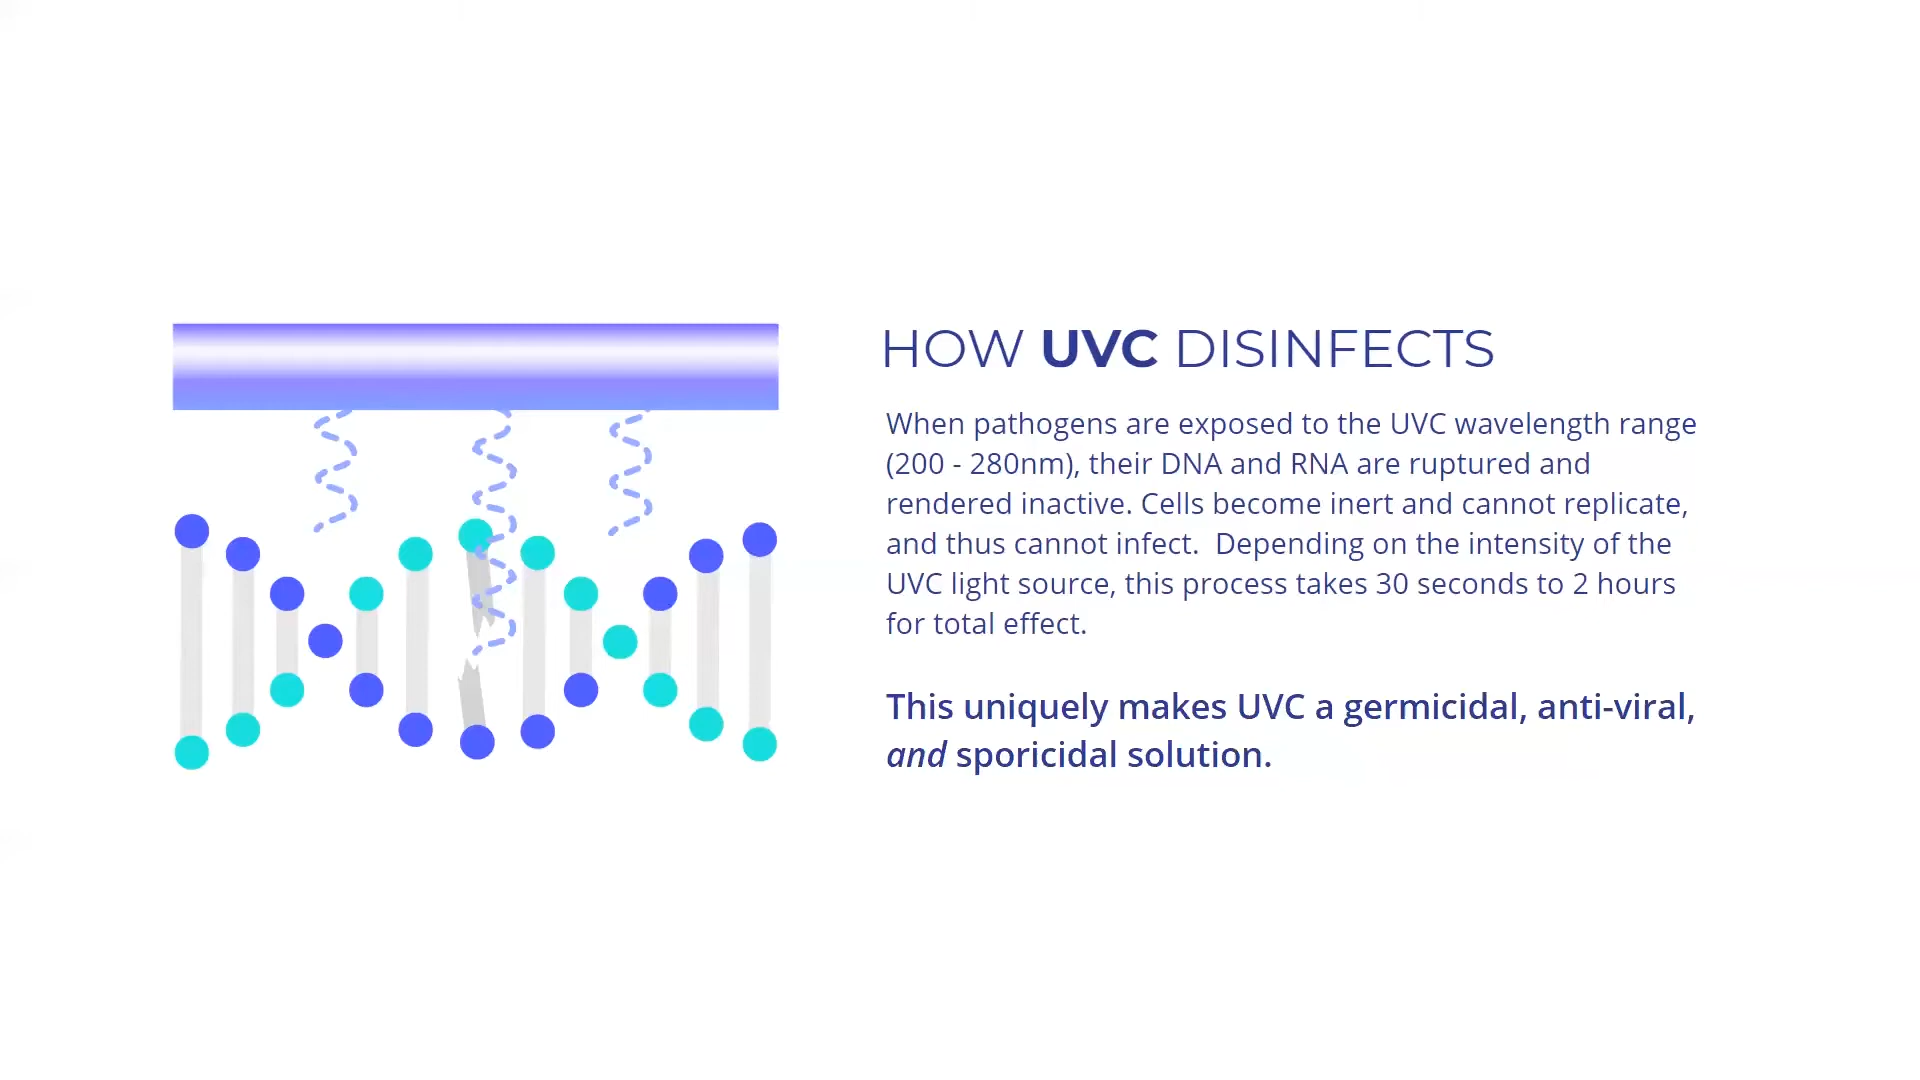 HOW UVC DISINFECTS
When pathogens are exposed to the UVC wavelength range
(200 - 280nm), their DNA and RNA are ruptured and
rendered inactive. Cells become inert and cannot replicate,
and thus cannot infect.  Depending on the intensity of the
UVC light source, this process takes 30 seconds to 2 hours
for total effect.
This uniquely makes UVC a germicidal, anti-viral,
and sporicidal solution.